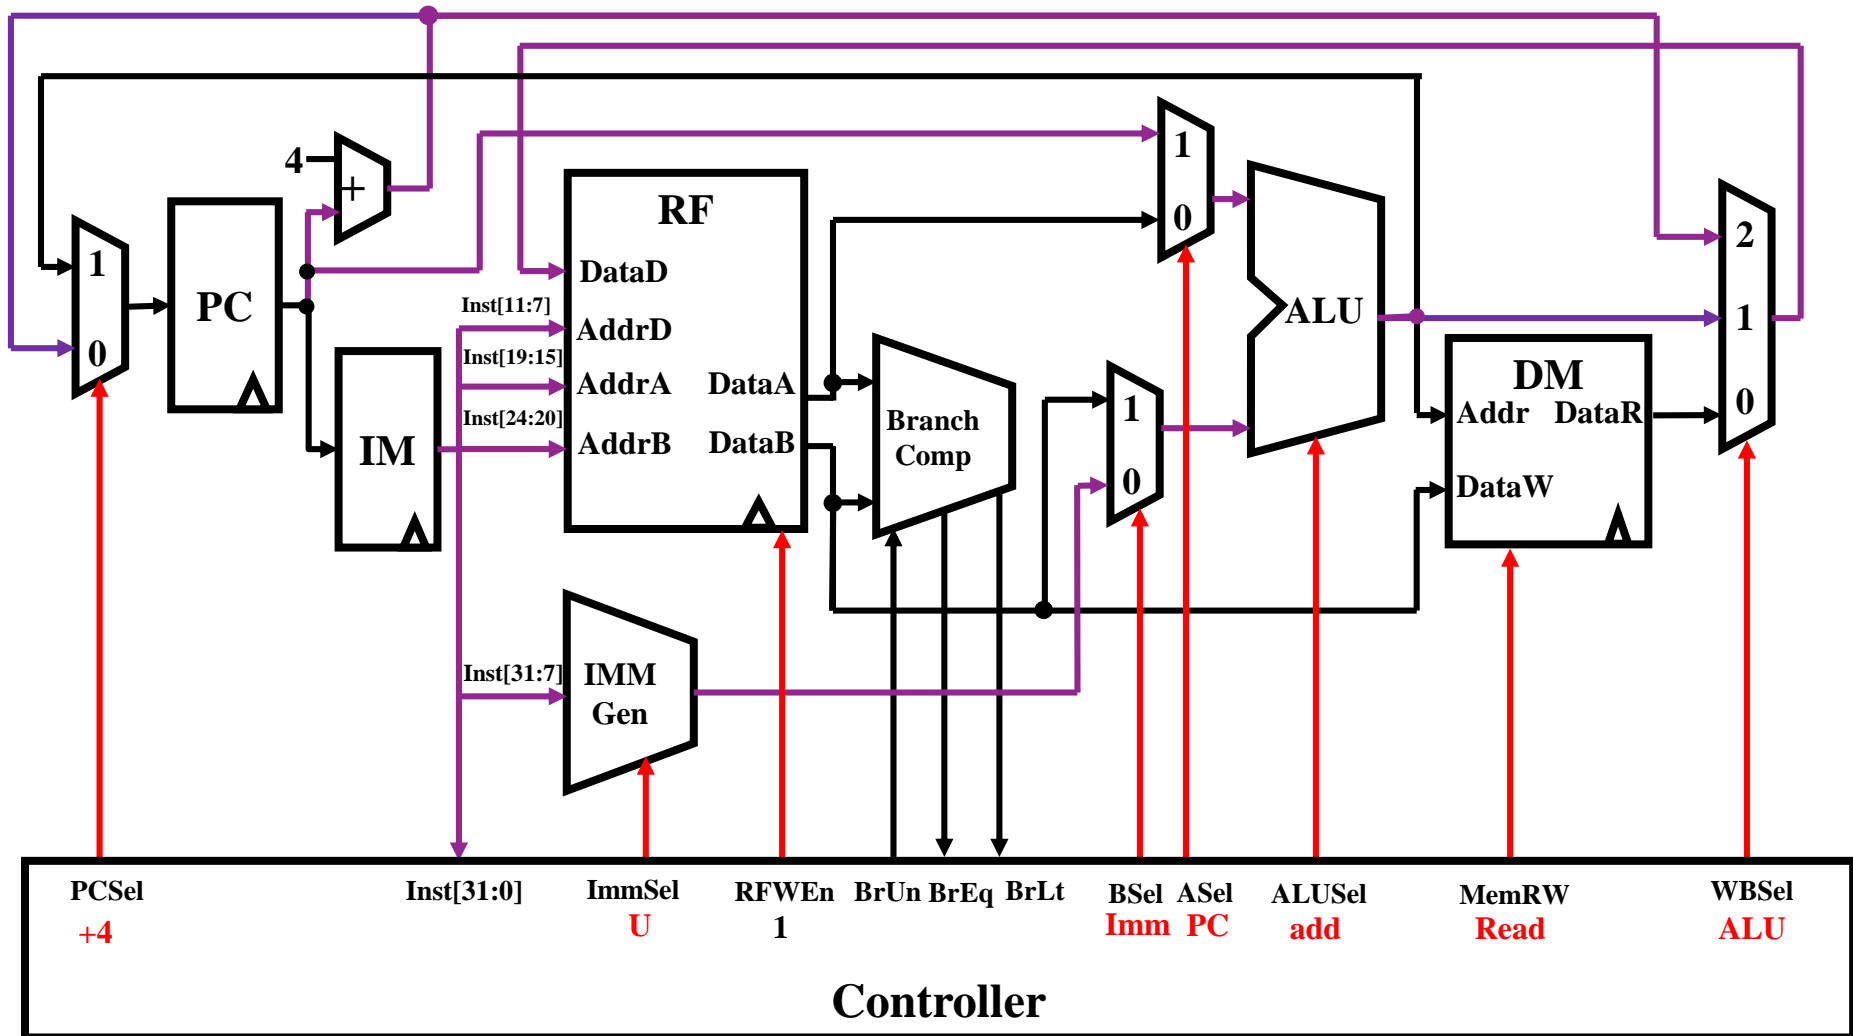 4
+
1
0
PC
IM
RF
DataD
Inst[11:7]
AddrD
Inst[19:15]
AddrA
DataA
Inst[24:20]
AddrB
DataB
Branch
Comp
1
0
1
0
ALU
DM
Addr DataR
DataW
2
1
0
Inst[31:7]
IMM
Gen
PCSel Inst[31:0] ImmSel RFWEn BrUn BrEq BrLt BSel ASel ALUSel MemRW WBSel
+4 U 1 Imm PC add Read ALU
Controller